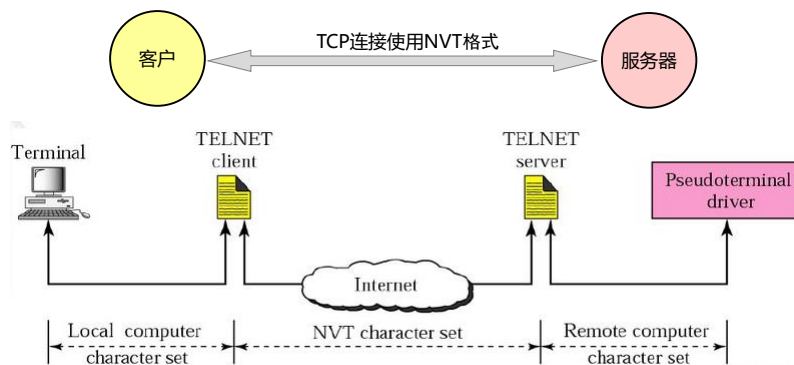 TCP连接使用NVT格式
客户
服务器
Terminal
TELNET
client
TELNET
server
Pseudoterminal
driver
Internet
Local computer
character set
NVT character set
Remote computer
character set